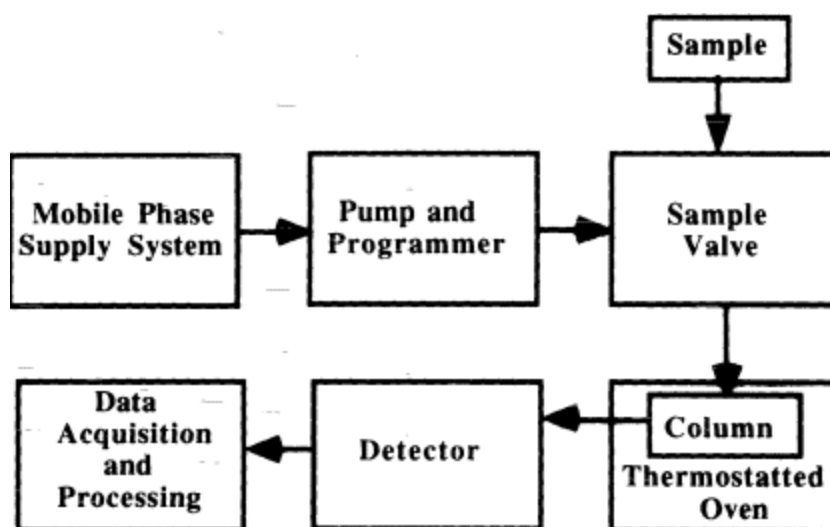 Sample
Mobile Phase
Supply System
Pump and
Programmer
Sample
Valve
Data
Acquisition
and
Processing
Detector
Column
Thermostatted
Oven